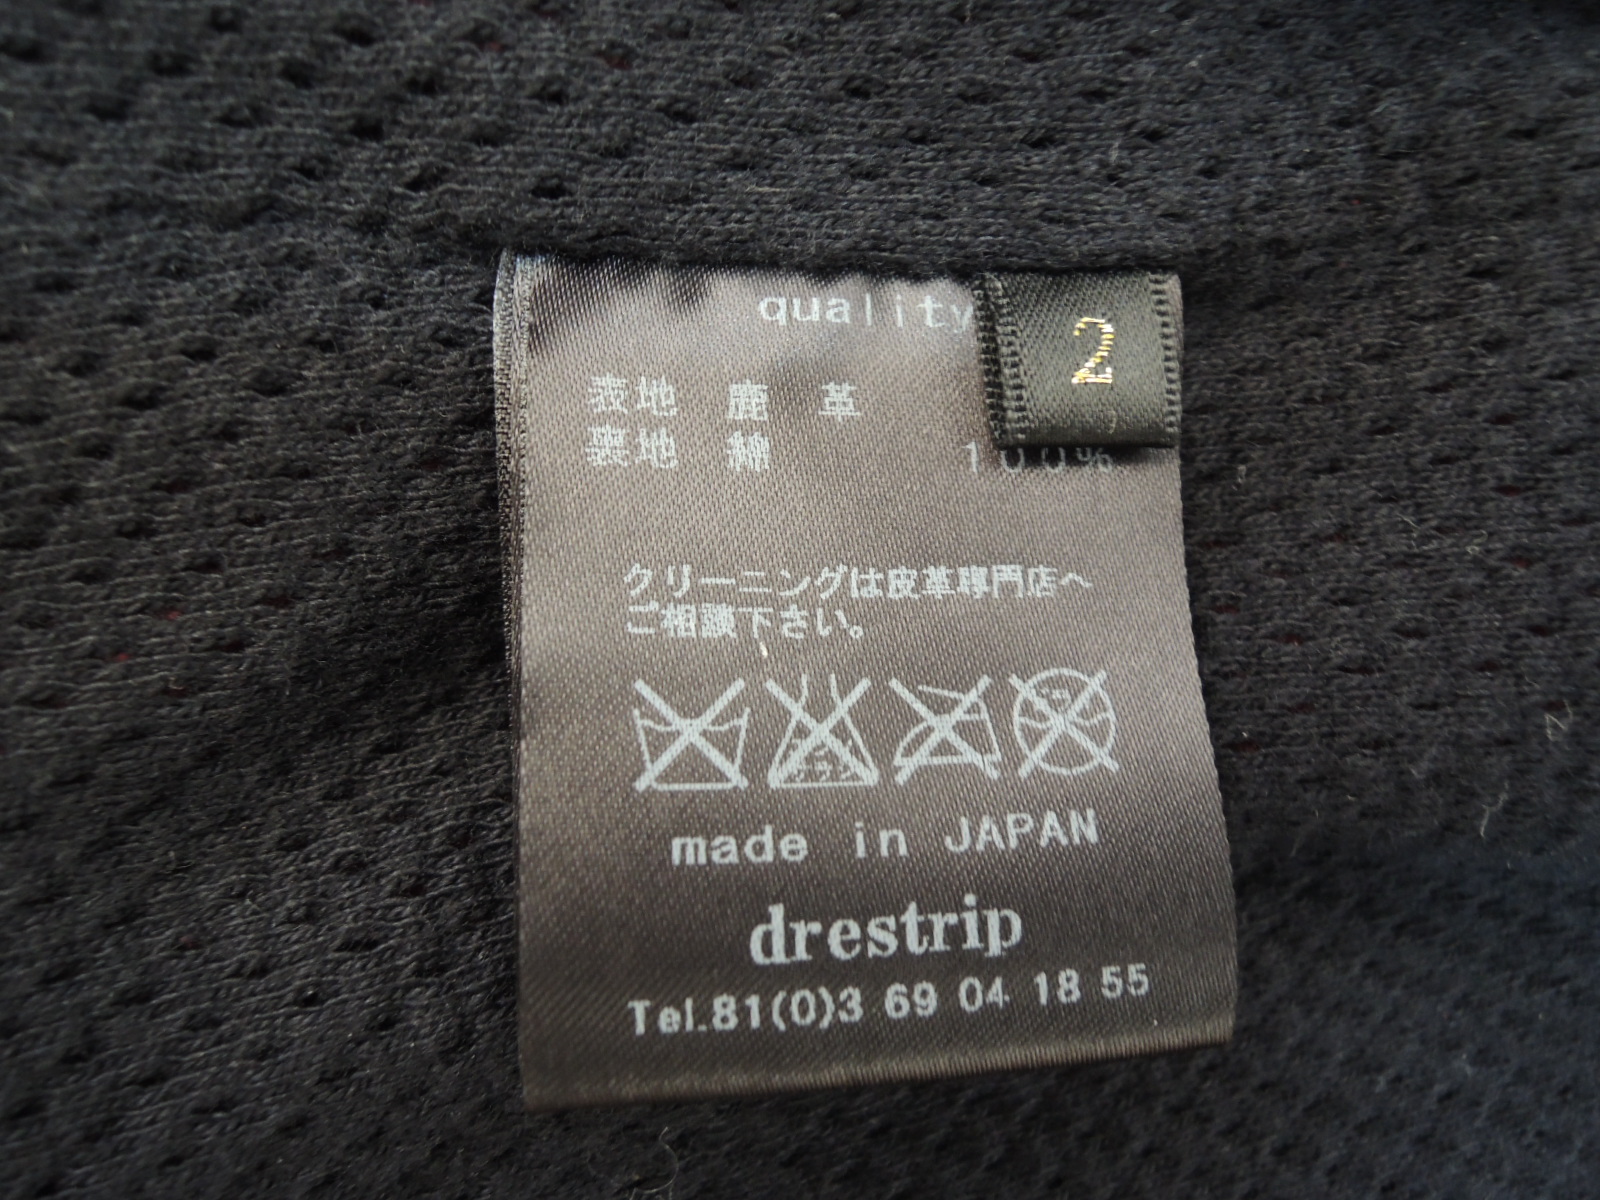 quality
2
表地 鹿 革
裏地 綿 100%
クリーニングは皮革専門店へ
ご相談下さい。
made in JAPAN
drestrip
Tel.81(0)3 69 04 18 55